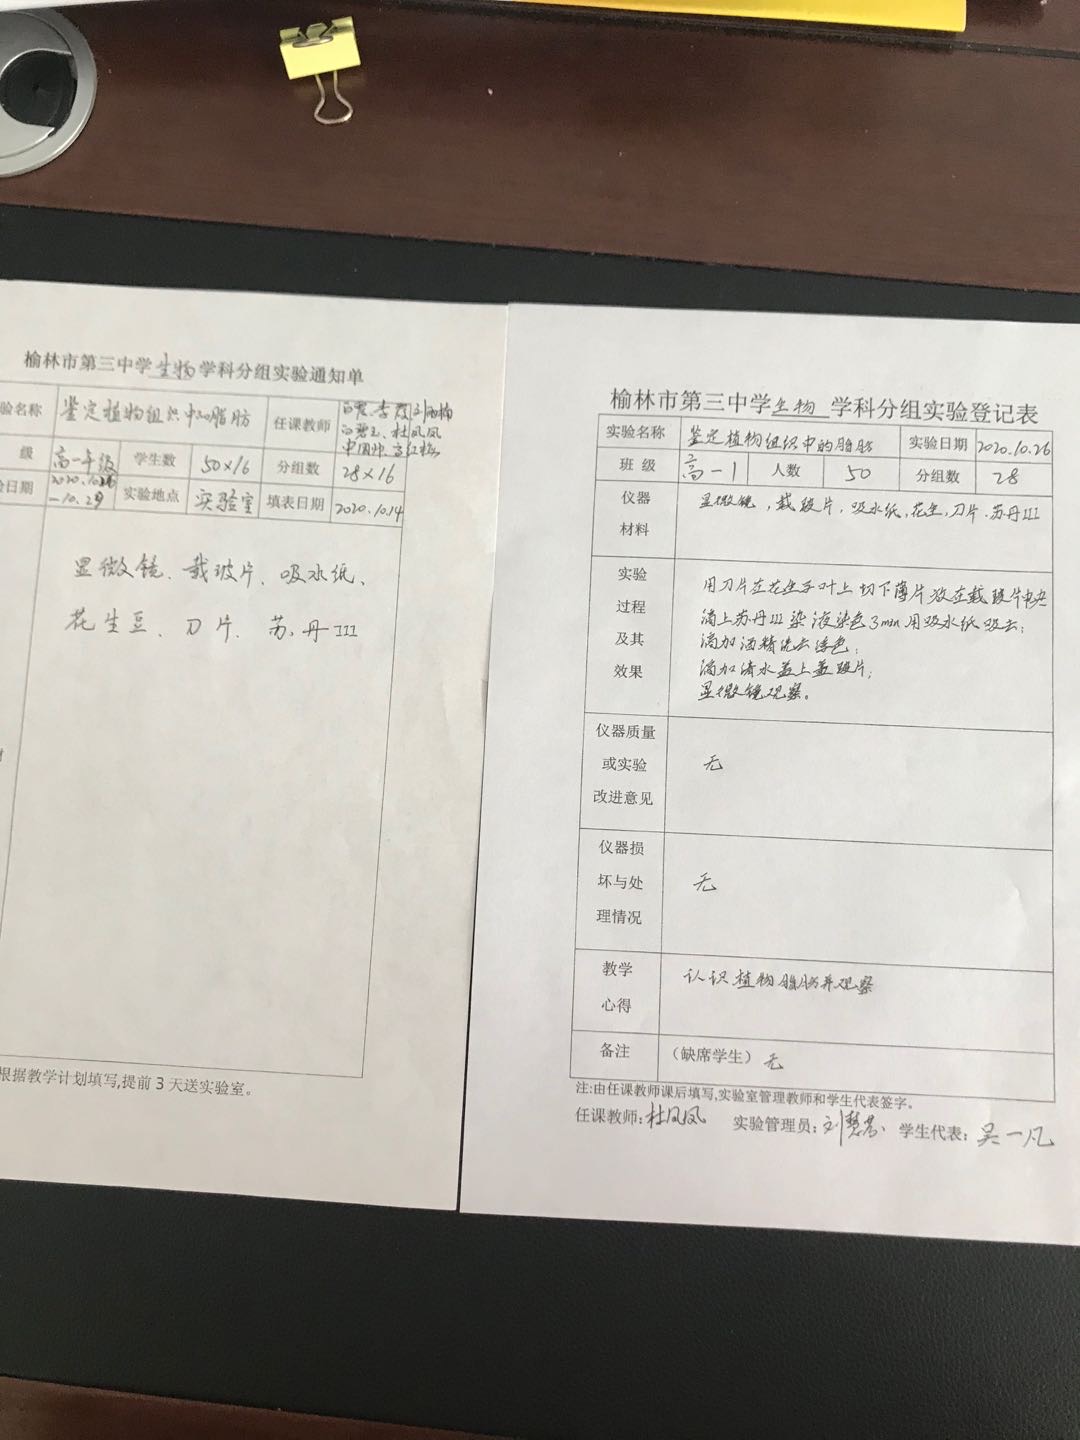 榆林市第三中学生物学科分组实验通知单
验名称 鉴定植物组织中的脂肪 任课教师
杜凤凤
级 高一年级 学生数 50×16 分组数 28×16
验日期 2020.10.26 实验地点 实验室 填表日期 2020.10.14
-10.29
显微镜、载玻片、吸水纸、
花生豆、刀片、苏丹III
根据教学计划填写,提前3天送实验室。
榆林市第三中学生物学科分组实验登记表
实验名称 鉴定植物组织中的脂肪 实验日期 2020.10.26
班 级 高一1 人数 50 分组数 28
仪器
材料
显微镜,载玻片,吸水纸,花生,刀片、苏丹III
实验
过程
及其
效果
用刀片在花生子叶上切下薄片放在载玻片中央
滴上苏丹III染液染色3min用吸水纸吸去;
滴加酒精洗去浮色;
滴加清水盖上盖玻片;
显微镜观察。
仪器质量
或实验
改进意见
无
仪器损
坏与处
理情况
无
教学
心得
认识植物脂肪并观察
备注 (缺席学生) 无
注:由任课教师课后填写,实验室管理教师和学生代表签字。
任课教师:杜凤凤 实验管理员:刘慧芬 学生代表:吴一凡